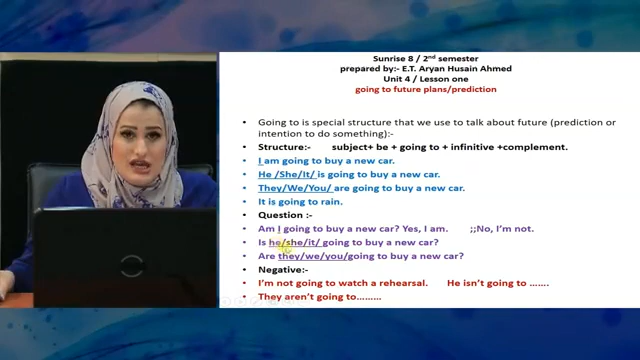 Sunrise 8 / 2nd semester
prepared by:- E.T. Aryan Husain Ahmed
Unit 4 / Lesson one
going to future plans/prediction
• Going to is special structure that we use to talk about future (prediction or
intention to do something):-
• Structure:- subject+ be + going to + infinitive +complement.
• I am going to buy a new car.
• He /She/It/ is going to buy a new car.
• They/We/You/ are going to buy a new car.
• It is going to rain.
• Question :-
• Am I going to buy a new car? Yes, I am. ;;No, I'm not.
• Is he/she/it/ going to buy a new car?
• Are they/we/you/going to buy a new car?
• Negative:-
• I'm not going to watch a rehearsal. He isn't going to …….
• They aren't going to………